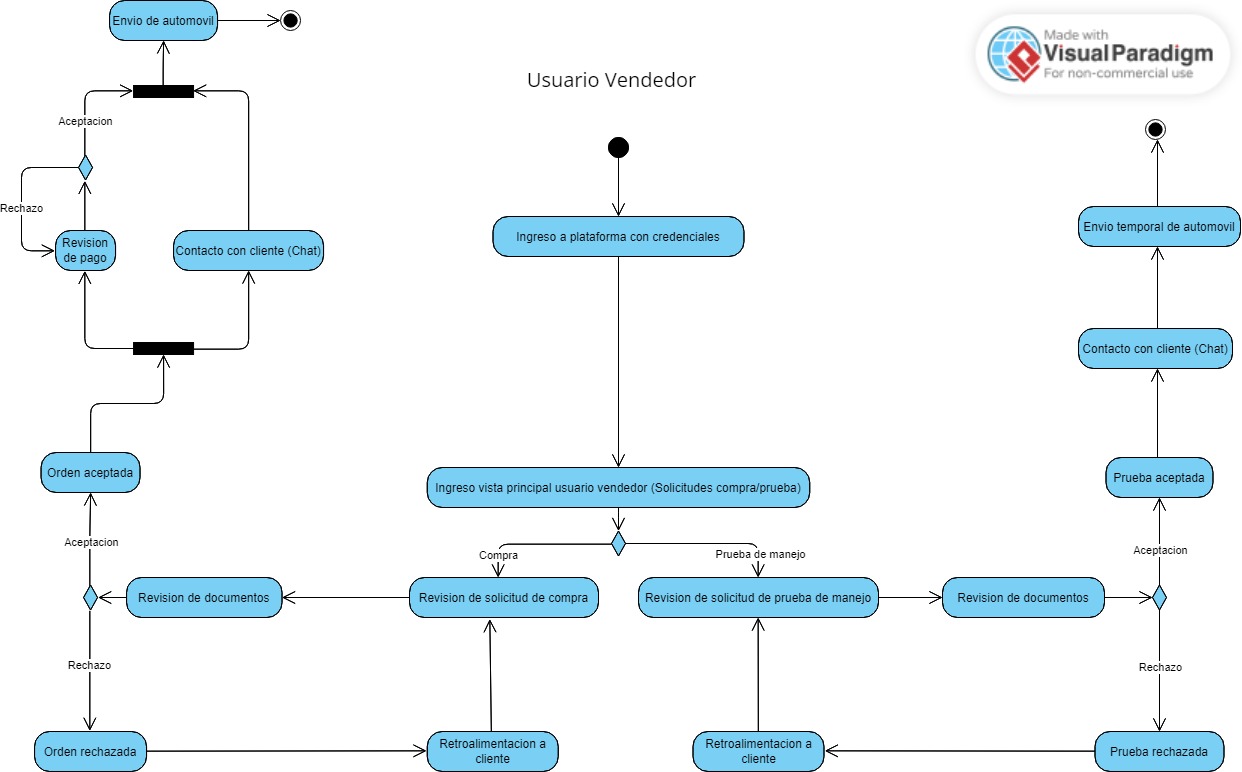 Envio de automovil
Made with
Visual Paradigm
For non-commercial use
Usuario Vendedor
Aceptacion
Rechazo
Revision
de pago
Contacto con cliente (Chat)
Ingreso a plataforma con credenciales
Envio temporal de automovil
Contacto con cliente (Chat)
Orden aceptada
Ingreso vista principal usuario vendedor (Solicitudes compra/prueba)
Prueba aceptada
Aceptacion
Compra
Prueba de manejo
Aceptacion
Revision de documentos
Revision de solicitud de compra
Revision de solicitud de prueba de manejo
Revision de documentos
Rechazo
Rechazo
Orden rechazada
Retroalimentacion a
cliente
Retroalimentacion a
cliente
Prueba rechazada